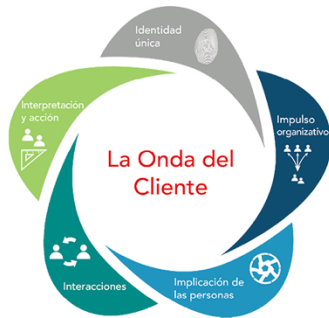 Identidad
única
Impulso
organizativo
Implicación de
las personas
Interacciones
Interpretación
y acción
La Onda del
Cliente